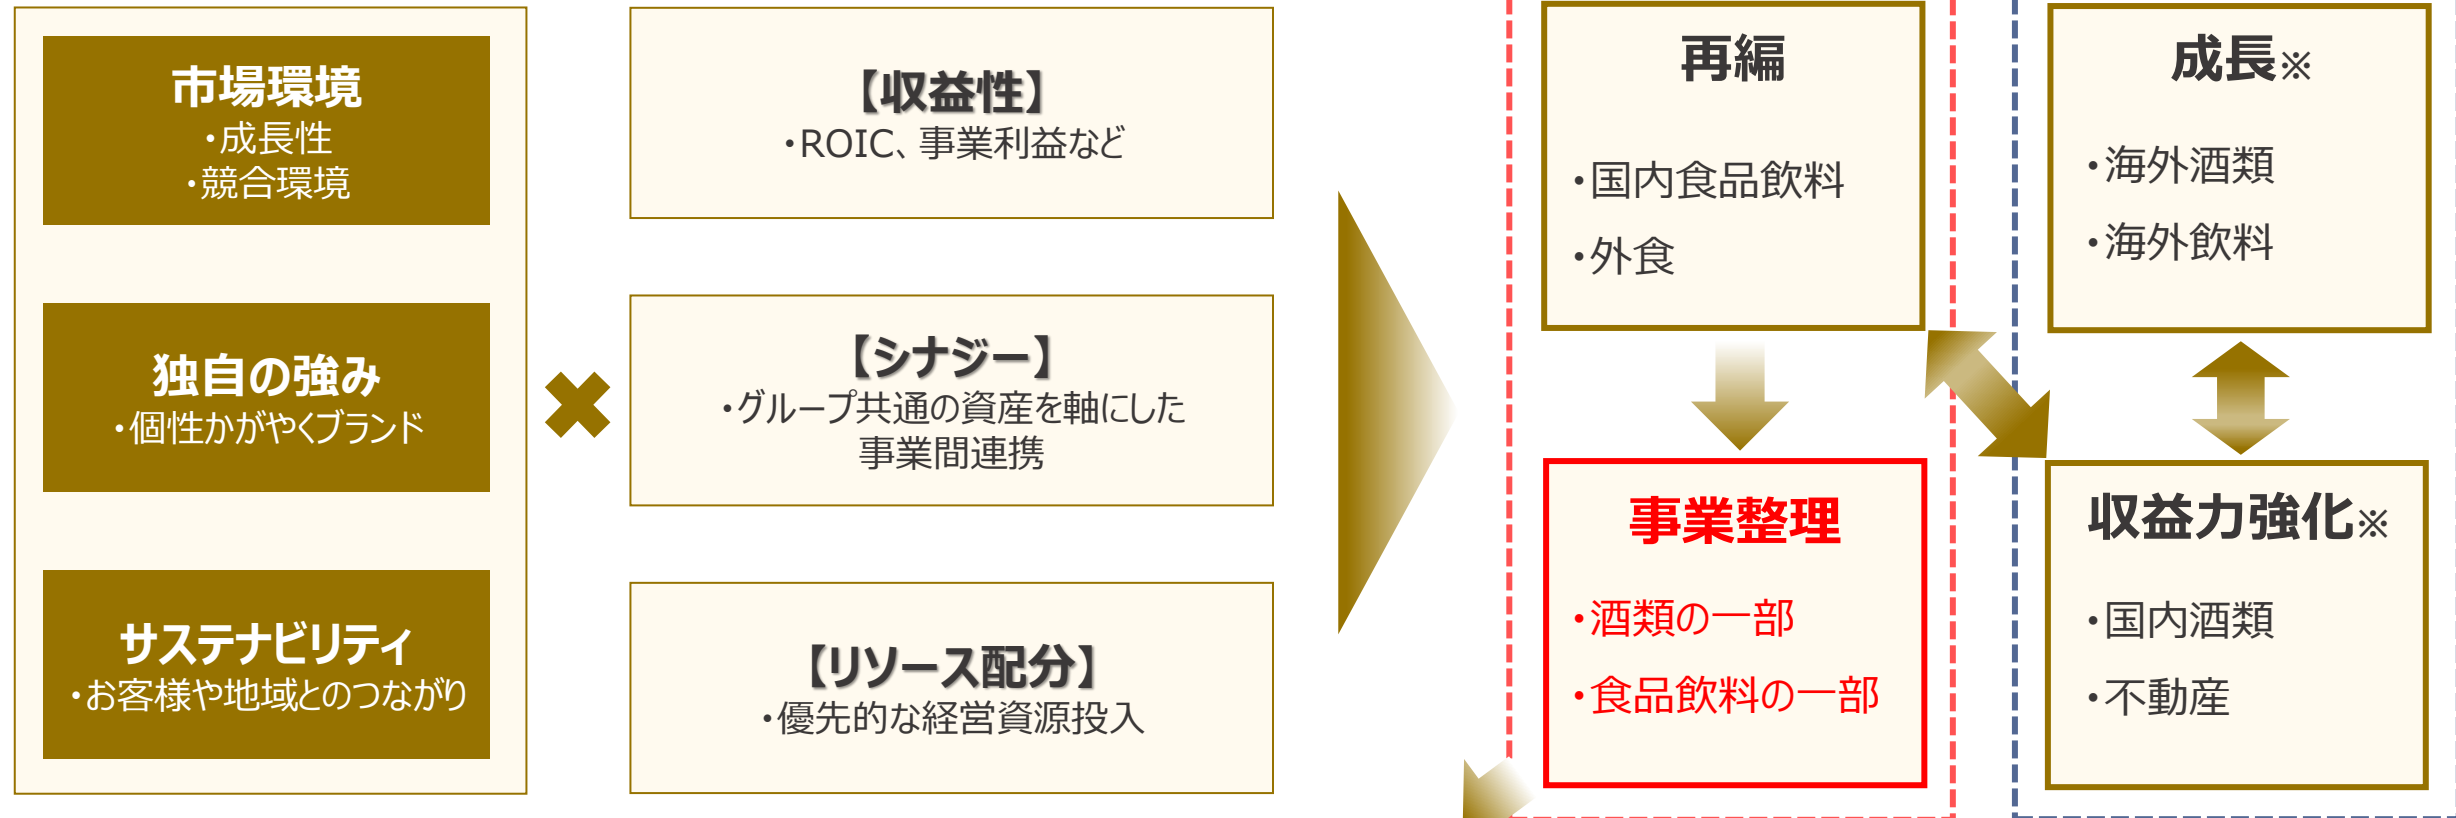 市場環境
・成長性
・競合環境
独自の強み
・個性かがやくブランド
サステナビリティ
・お客様や地域とのつながり
【収益性】
・ROIC、事業利益など
【シナジー】
・グループ共通の資産を軸にした
事業間連携
【リソース配分】
・優先的な経営資源投入
再編
・国内食品飲料
・外食
事業整理
・酒類の一部
・食品飲料の一部
成長※
・海外酒類
・海外飲料
収益力強化※
・国内酒類
・不動産